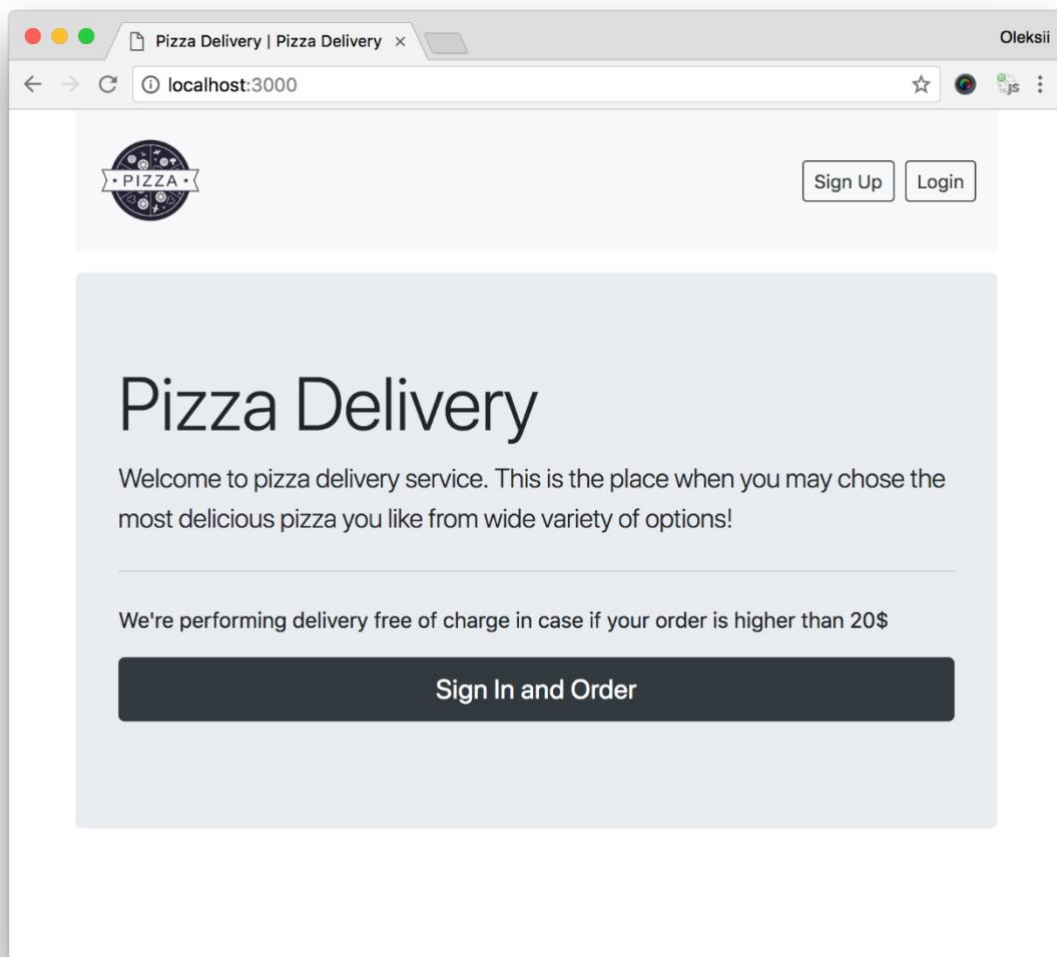 Pizza Delivery | Pizza Delivery ×
Oleksii
localhost:3000
js
• PIZZA •
Sign Up
Login
Pizza Delivery
Welcome to pizza delivery service. This is the place when you may chose the
most delicious pizza you like from wide variety of options!
We're performing delivery free of charge in case if your order is higher than 20$
Sign In and Order